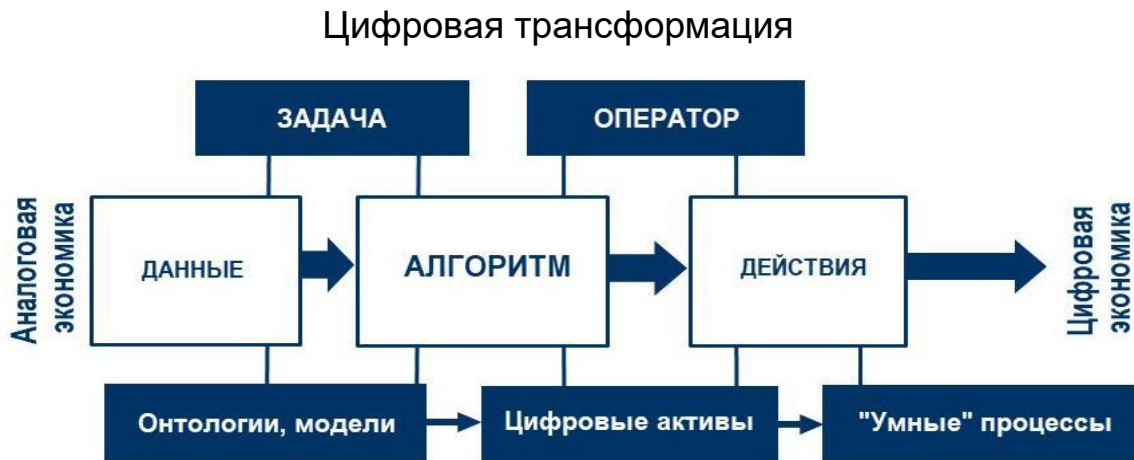 Цифровая трансформация
ЗАДАЧА
ОПЕРАТОР
Аналоговая
экономика
ДАННЫЕ
АЛГОРИТМ
ДЕЙСТВИЯ
Цифровая
экономика
Онтологии, модели
Цифровые активы
"Умные" процессы